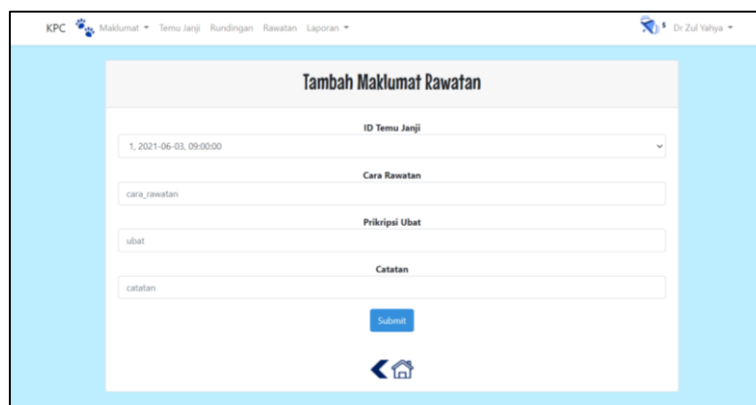 KPC Maklumat Temu Janji Rundingan Rawatan Laporan 5 Dr Zul Yahya
Tambah Maklumat Rawatan
ID Temu Janji
1, 2021-06-03, 09:00:00
Cara Rawatan
cara_rawatan
Prikripsi Ubat
ubat
Catatan
catatan
Submit